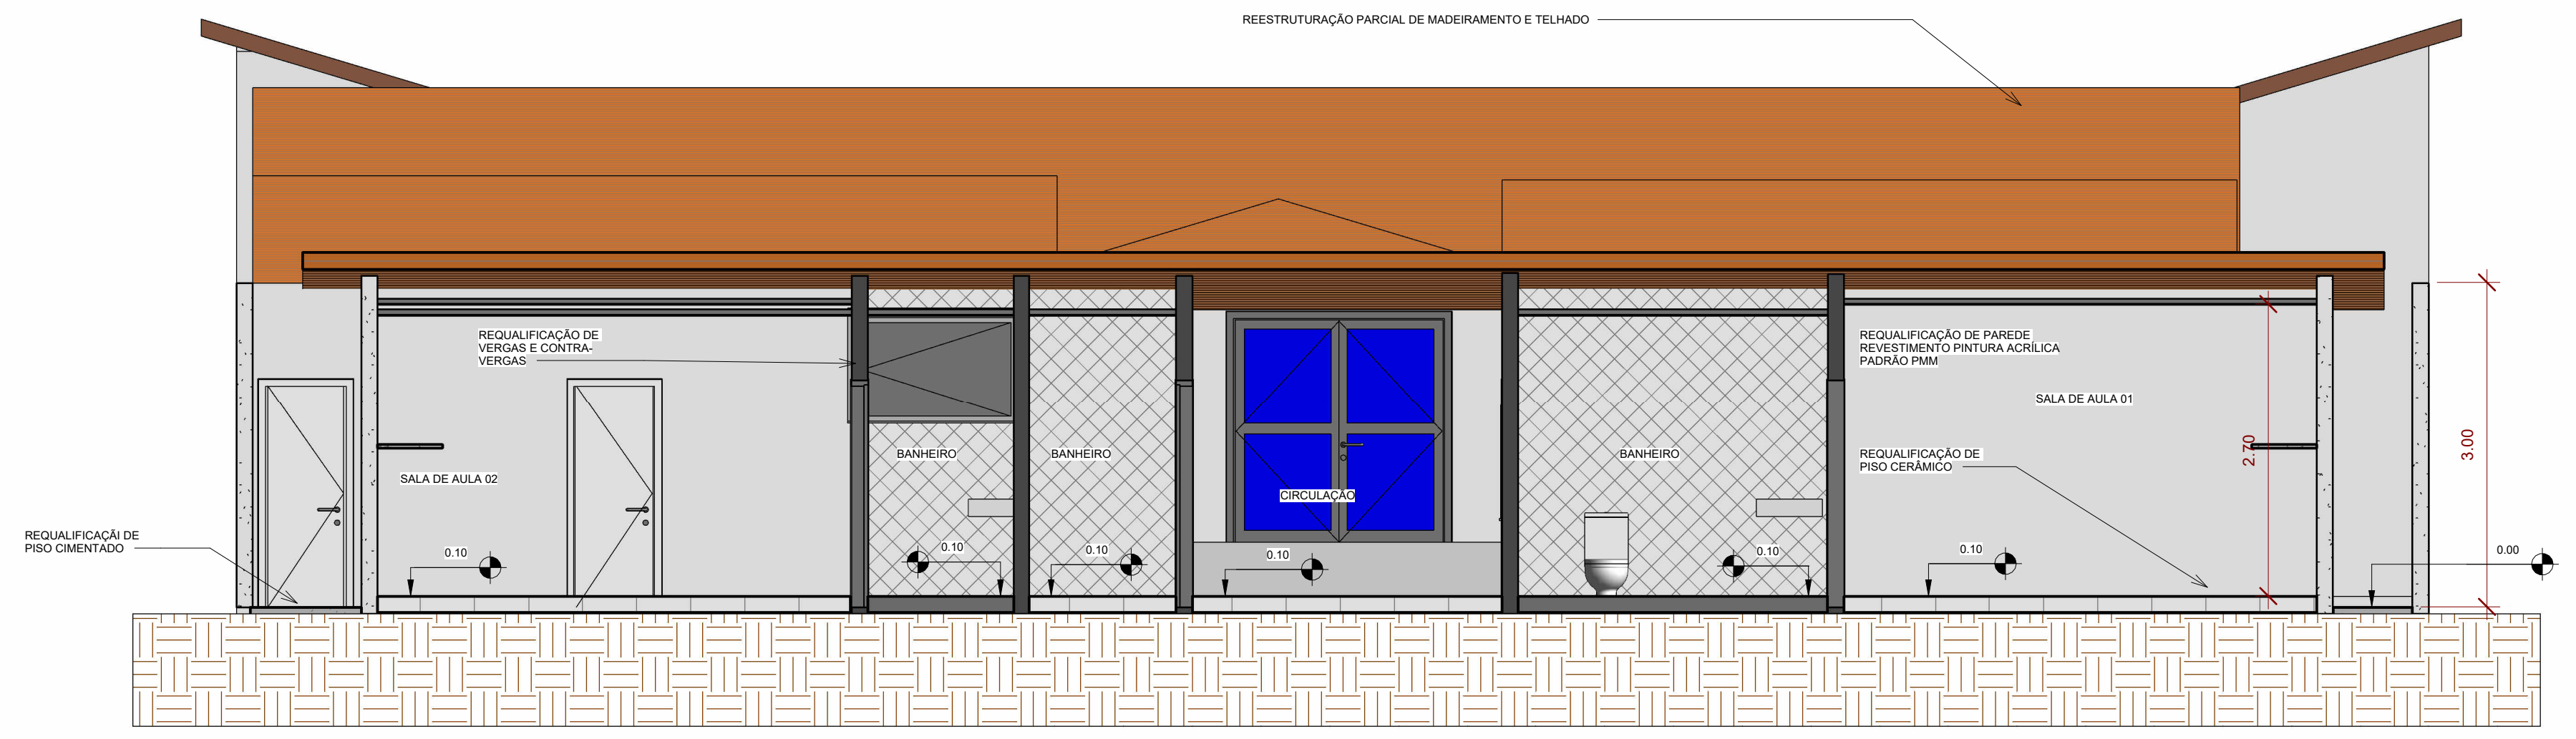 REESTRUTURAÇÃO PARCIAL DE MADEIRAMENTO E TELHADO
REQUALIFICAÇÃO DE
VERGAS E CONTRA-
VERGAS
REQUALIFICAÇÃO DE PAREDE
REVESTIMENTO PINTURA ACRÍLICA
PADRÃO PMM
SALA DE AULA 01
BANHEIRO
BANHEIRO
BANHEIRO
2.70
3.00
REQUALIFICAÇÃO DE
PISO CERÂMICO
SALA DE AULA 02
CIRCULAÇÃO
REQUALIFICAÇÃI DE
PISO CIMENTADO
0.10
0.10
0.10
0.10
0.10
0.10
0.00